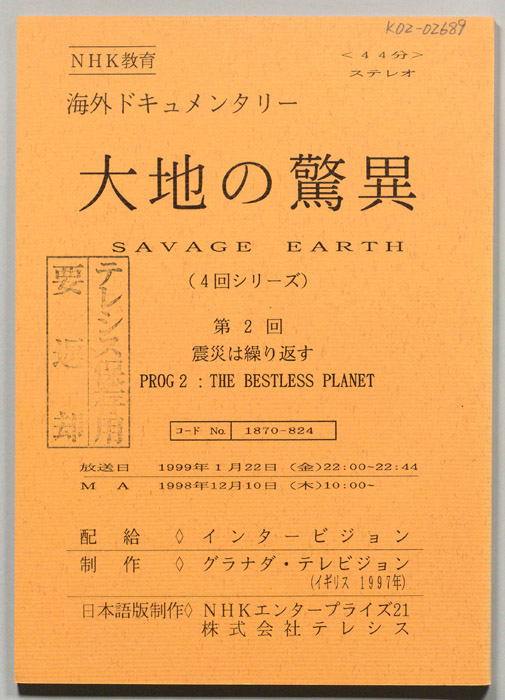 K02-02689
NHK教育
<44分>
ステレオ
海外ドキュメンタリー
大地の驚異
SAVAGE EARTH
(4回シリーズ)
第2回
震災は繰り返す
PROG2 : THE BESTLESS PLANET
テレシス保存用
要返却
コード No. 1870-824
放送日 1999年1月22日 (金)22:00~22:44
MA 1998年12月10日 (木)10:00~
配給 ◇ インタービジョン
制作 ◇ グラナダ・テレビジョン
(イギリス 1997年)
日本語版制作◇ NHKエンタープライズ21
株式会社テレシス